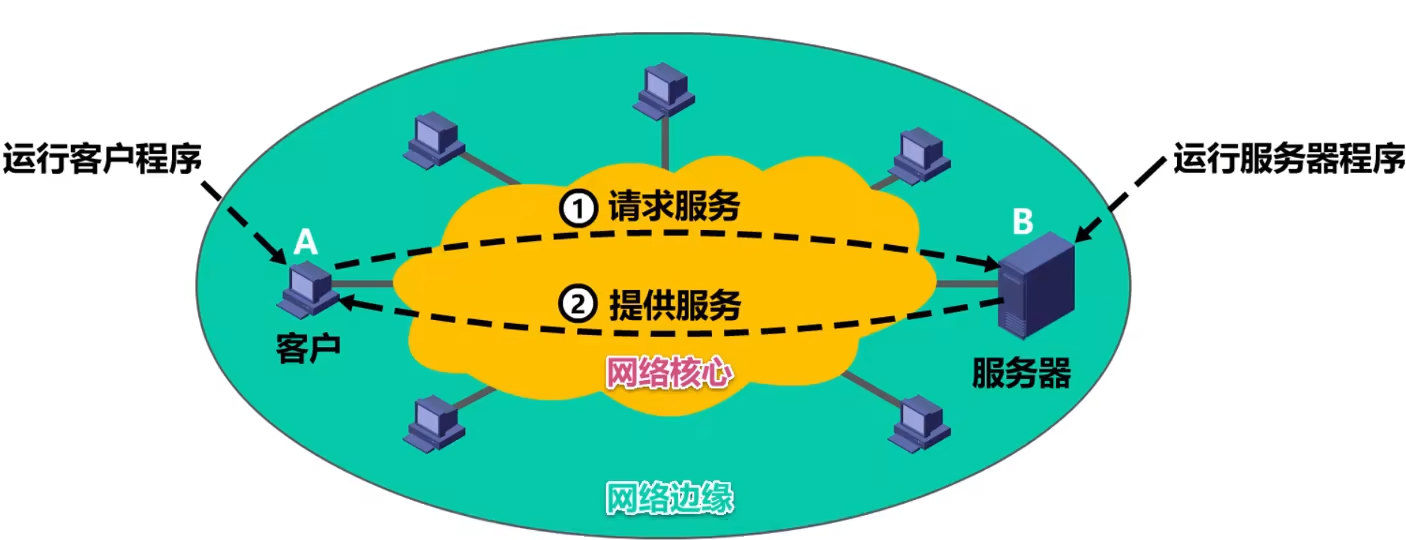 运行客户程序
运行服务器程序
① 请求服务
A
B
② 提供服务
客户
服务器
网络核心
网络边缘